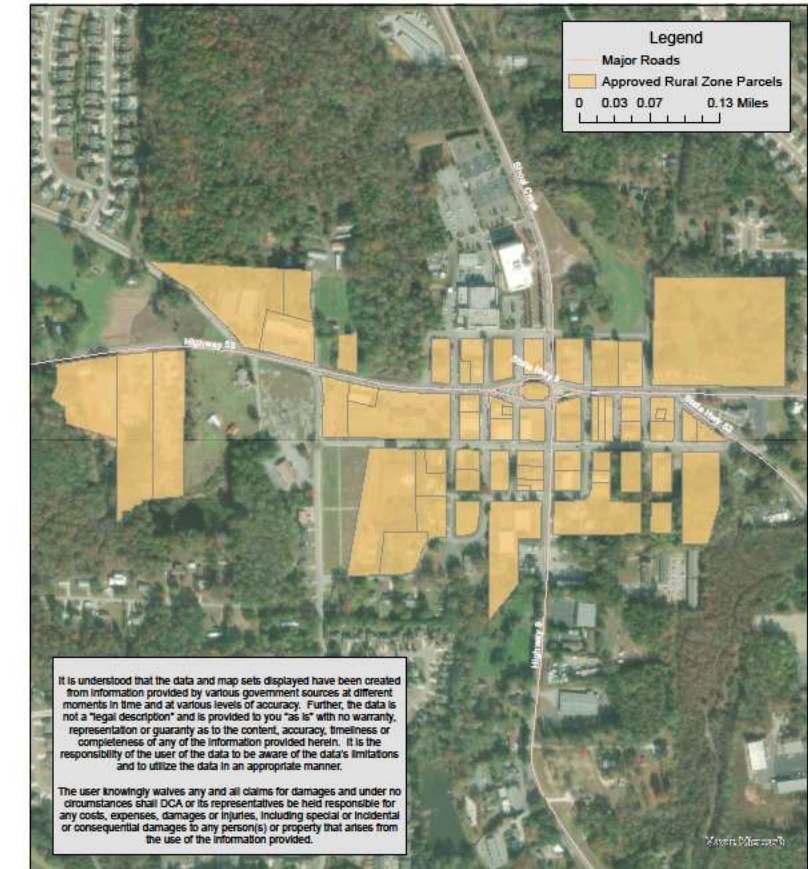 Legend
Major Roads
Approved Rural Zone Parcels
0 0.03 0.07 0.13 Miles
Shoal Creek
Highway 53
State Hwy 9
State Hwy 53
Highway 9
It is understood that the data and map sets displayed have been created
from information provided by various government sources at different
moments in time and at various levels of accuracy. Further, the data is
not a "legal description" and is provided to you "as is" with no warranty,
representation or guaranty as to the content, accuracy, timeliness or
completeness of any of the information provided herein. It is the
responsibility of the user of the data to be aware of the data's limitations
and to utilize the data in an appropriate manner.
The user knowingly waives any and all claims for damages and under no
circumstances shall DCA or its representatives be held responsible for
any costs, expenses, damages or injuries, including special or incidental
or consequential damages to any person(s) or property that arises from
the use of the information provided.
Microsoft